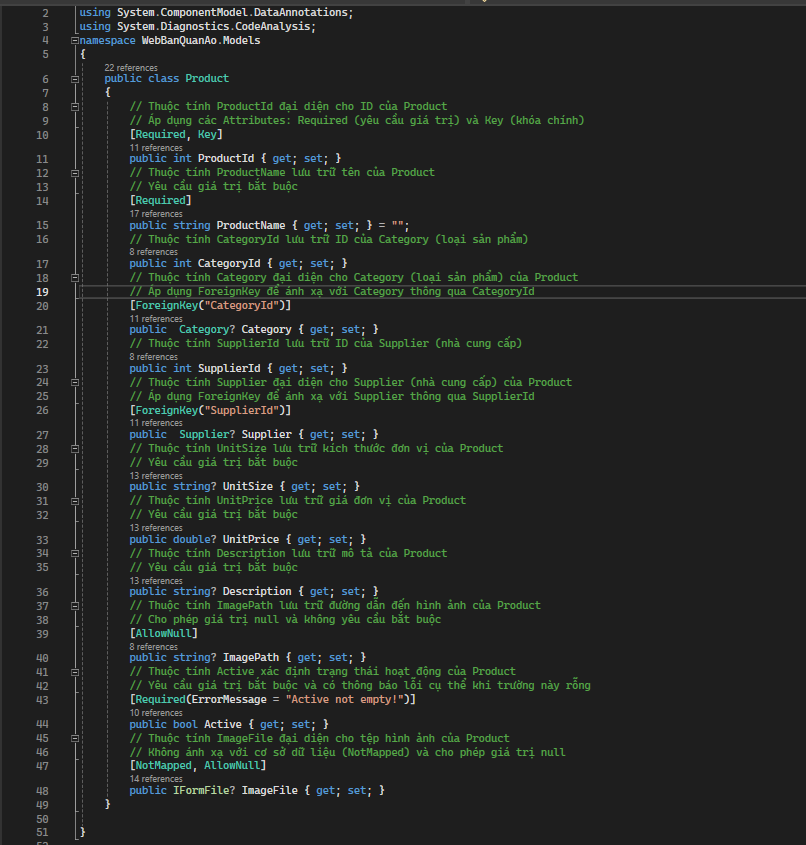 2 using System.ComponentModel.DataAnnotations;
3 using System.Diagnostics.CodeAnalysis;
4 namespace WebBanQuanAo.Models
5 {
22 references
6 public class Product
7 {
8 // Thuộc tính ProductId đại diện cho ID của Product
9 // Áp dụng các Attributes: Required (yêu cầu giá trị) và Key (khóa chính)
10 [Required, Key]
11 references
11 public int ProductId { get; set; }
12 // Thuộc tính ProductName lưu trữ tên của Product
13 // Yêu cầu giá trị bắt buộc
14 [Required]
17 references
15 public string ProductName { get; set; } = "";
16 // Thuộc tính CategoryId lưu trữ ID của Category (loại sản phẩm)
8 references
17 public int CategoryId { get; set; }
18 // Thuộc tính Category đại diện cho Category (loại sản phẩm) của Product
19 // Áp dụng ForeignKey để ánh xạ với Category thông qua CategoryId
20 [ForeignKey("CategoryId")]
11 references
21 public  Category? Category { get; set; }
22 // Thuộc tính SupplierId lưu trữ ID của Supplier (nhà cung cấp)
8 references
23 public int SupplierId { get; set; }
24 // Thuộc tính Supplier đại diện cho Supplier (nhà cung cấp) của Product
25 // Áp dụng ForeignKey để ánh xạ với Supplier thông qua SupplierId
26 [ForeignKey("SupplierId")]
11 references
27 public  Supplier? Supplier { get; set; }
28 // Thuộc tính UnitSize lưu trữ kích thước đơn vị của Product
29 // Yêu cầu giá trị bắt buộc
13 references
30 public string? UnitSize { get; set; }
31 // Thuộc tính UnitPrice lưu trữ giá đơn vị của Product
32 // Yêu cầu giá trị bắt buộc
13 references
33 public double? UnitPrice { get; set; }
34 // Thuộc tính Description lưu trữ mô tả của Product
35 // Yêu cầu giá trị bắt buộc
13 references
36 public string? Description { get; set; }
37 // Thuộc tính ImagePath lưu trữ đường dẫn đến hình ảnh của Product
38 // Cho phép giá trị null và không yêu cầu bắt buộc
39 [AllowNull]
8 references
40 public string? ImagePath { get; set; }
41 // Thuộc tính Active xác định trạng thái hoạt động của Product
42 // Yêu cầu giá trị bắt buộc và có thông báo lỗi cụ thể khi trường này rỗng
43 [Required(ErrorMessage = "Active not empty!")]
10 references
44 public bool Active { get; set; }
45 // Thuộc tính ImageFile đại diện cho tệp hình ảnh của Product
46 // Không ánh xạ với cơ sở dữ liệu (NotMapped) và cho phép giá trị null
47 [NotMapped, AllowNull]
14 references
48 public IFormFile? ImageFile { get; set; }
49 }
50
51 }